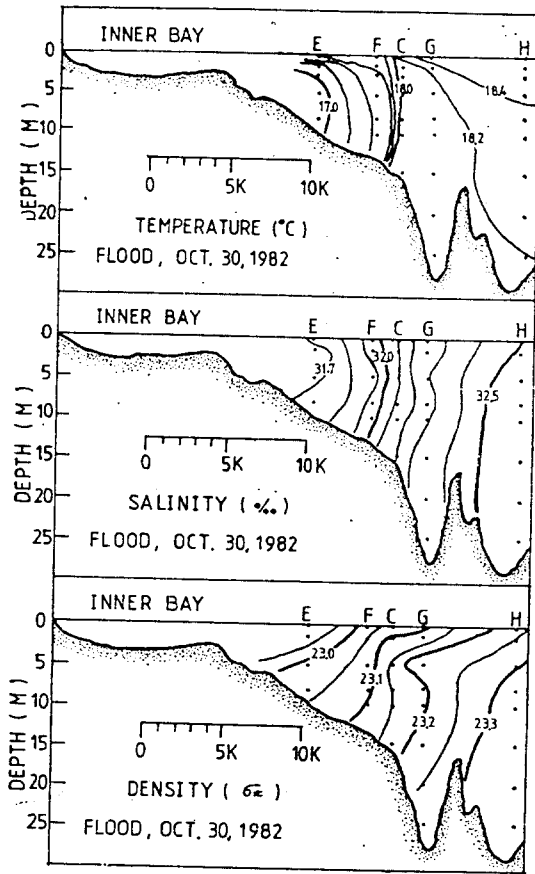 INNER BAY
E F C G H
0
5
10
15
20
25
DEPTH (M)
17.0
18.0
18.2
18.4
0 5K 10K
TEMPERATURE (°C)
FLOOD, OCT. 30, 1982
INNER BAY
E F C G H
0
5
10
15
20
25
DEPTH (M)
31.7
32.0
32.5
0 5K 10K
SALINITY (‰)
FLOOD, OCT. 30, 1982
INNER BAY
E F C G H
0
5
10
15
20
25
DEPTH (M)
23.0
23.1
23.2
23.3
0 5K 10K
DENSITY (σt)
FLOOD, OCT. 30, 1982